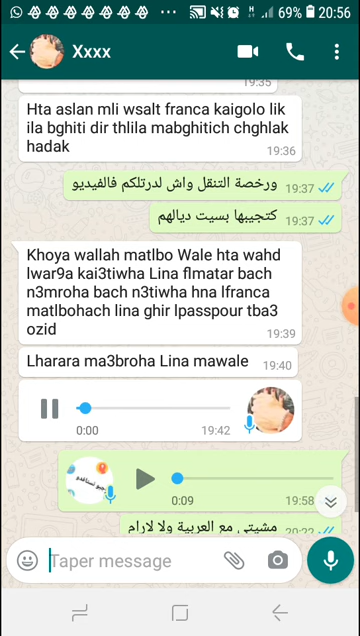 69% 20:56
Xxxx
19:35
Hta aslan mli wsalt franca kaigolo lik
ila bghiti dir thlila mabghitich chghlak
hadak
19:36
ورخصة التنقل واش لدرتلكم فالفيديو
19:37
كتجيبها بسيت ديالهم
19:37
Khoya wallah matlbo Wale hta wahd
lwar9a kai3tiwha Lina flmatar bach
n3mroha bach n3tiwha hna lfranca
matlbohach lina ghir lpasspour tba3
ozid
19:39
Lharara ma3broha Lina mawale
19:40
0:00
19:42
0:09
19:58
مشيتي مع العربية ولا لارام
20:22
Taper message